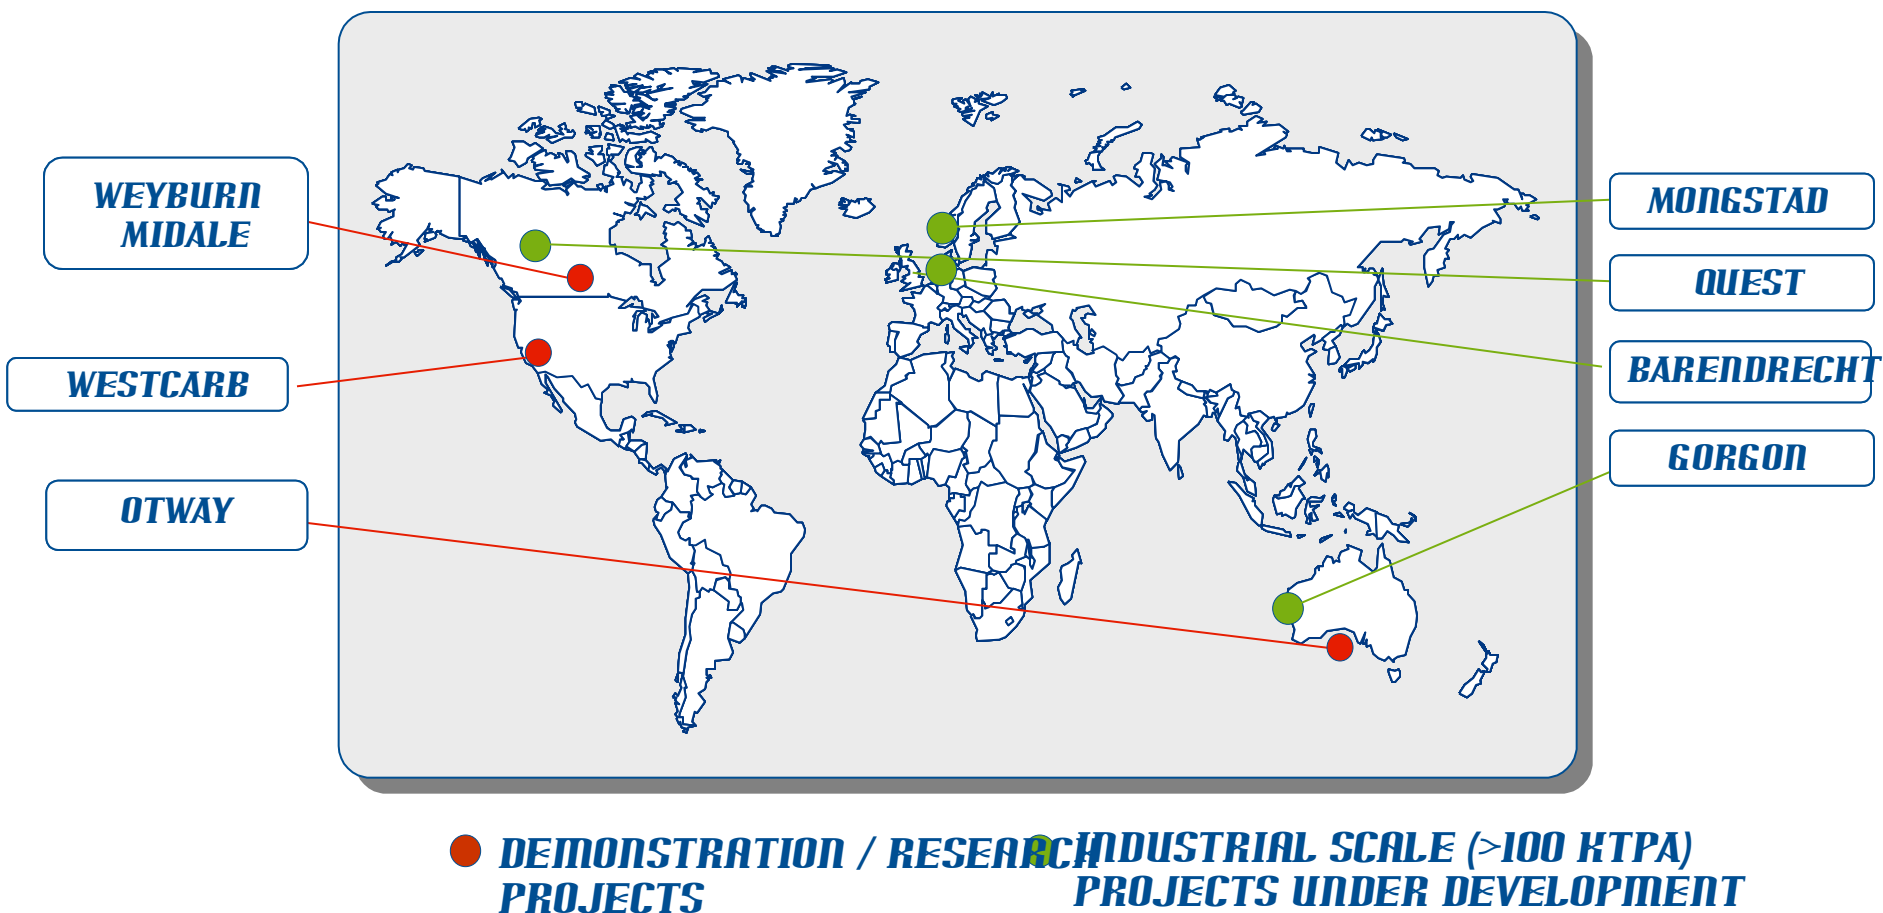 WEYBURN
MIDALE
WESTCARB
OTWAY
MONGSTAD
QUEST
BARENDRECHT
GORGON
DEMONSTRATION / RESEARCH
PROJECTS
INDUSTRIAL SCALE (>100 KTPA)
PROJECTS UNDER DEVELOPMENT